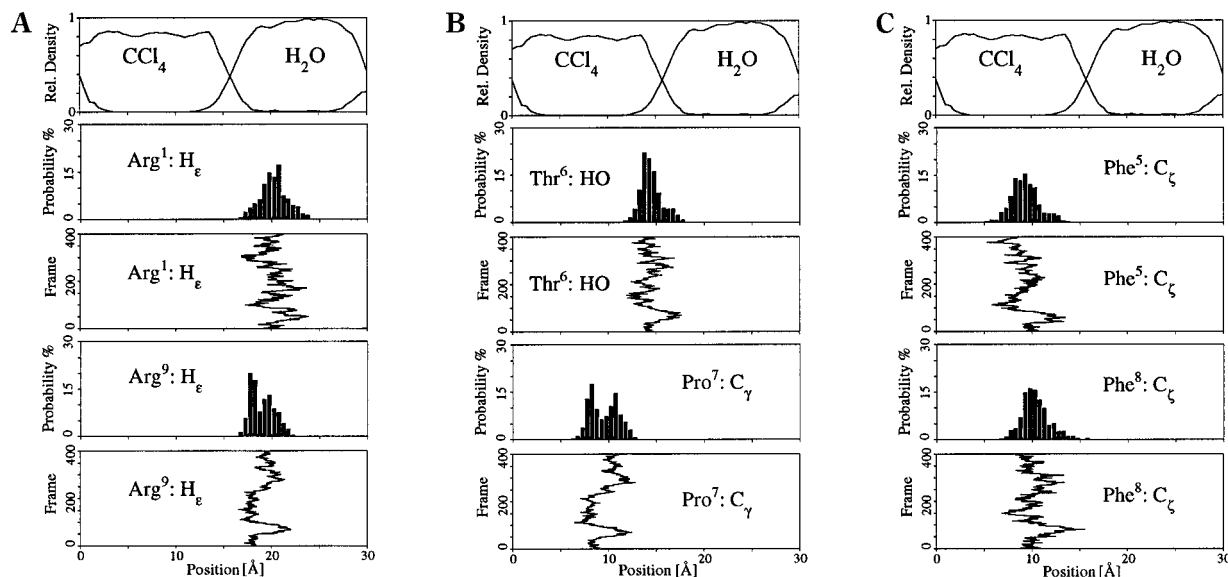 A
Rel. Density
1
0
CCl4
H2O
Probability %
30
15
0
Arg1: Hε
Frame
400
200
0
Arg1: Hε
Probability %
30
15
0
Arg9: Hε
Frame
400
200
0
Arg9: Hε
0 10 20 30
Position [Å]
B
Rel. Density
1
0
CCl4
H2O
Probability %
30
15
0
Thr6: HO
Frame
400
200
0
Thr6: HO
Probability %
30
15
0
Pro7: Cγ
Frame
400
200
0
Pro7: Cγ
0 10 20 30
Position [Å]
C
Rel. Density
1
0
CCl4
H2O
Probability %
30
15
0
Phe5: Cζ
Frame
400
200
0
Phe5: Cζ
Probability %
30
15
0
Phe8: Cζ
Frame
400
200
0
Phe8: Cζ
0 10 20 30
Position [Å]